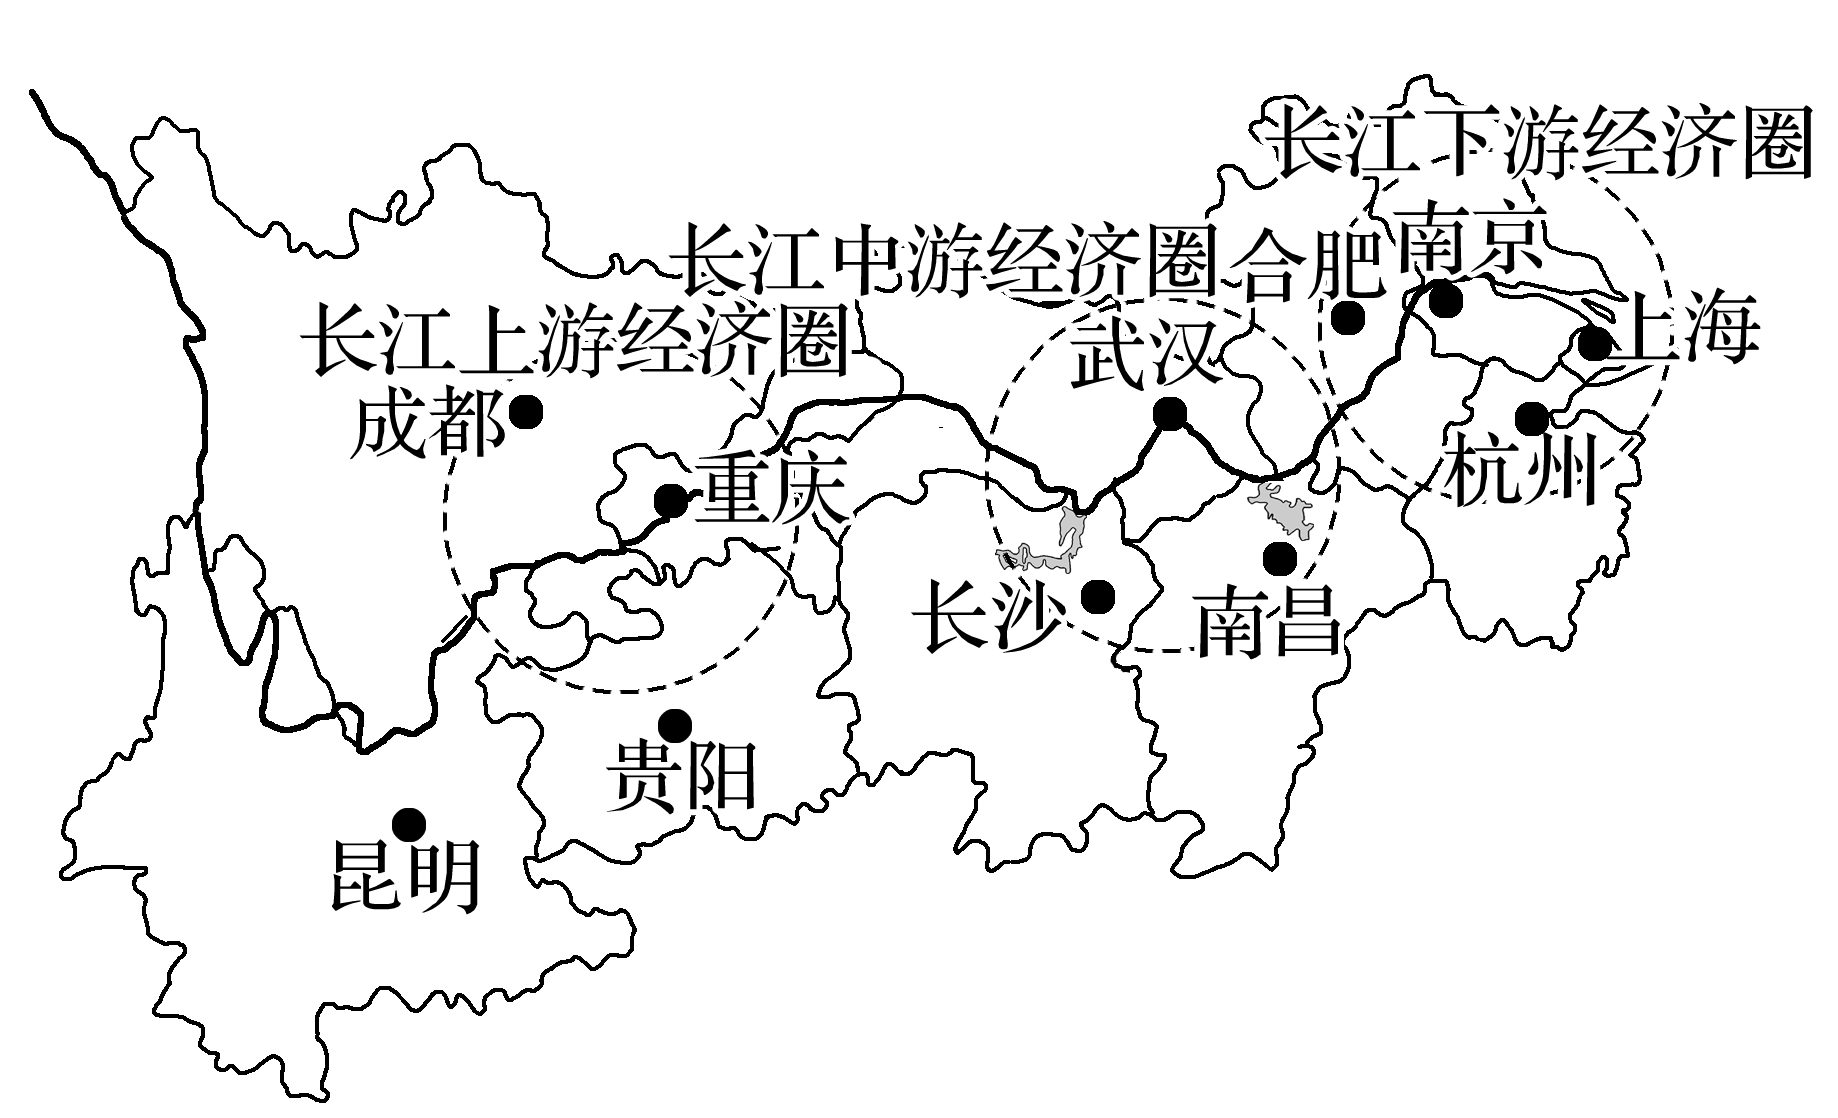 长江下游经济圈
南京
长江中游经济圈
合肥
上海
长江上游经济圈
武汉
成都
杭州
重庆
长沙
南昌
贵阳
昆明